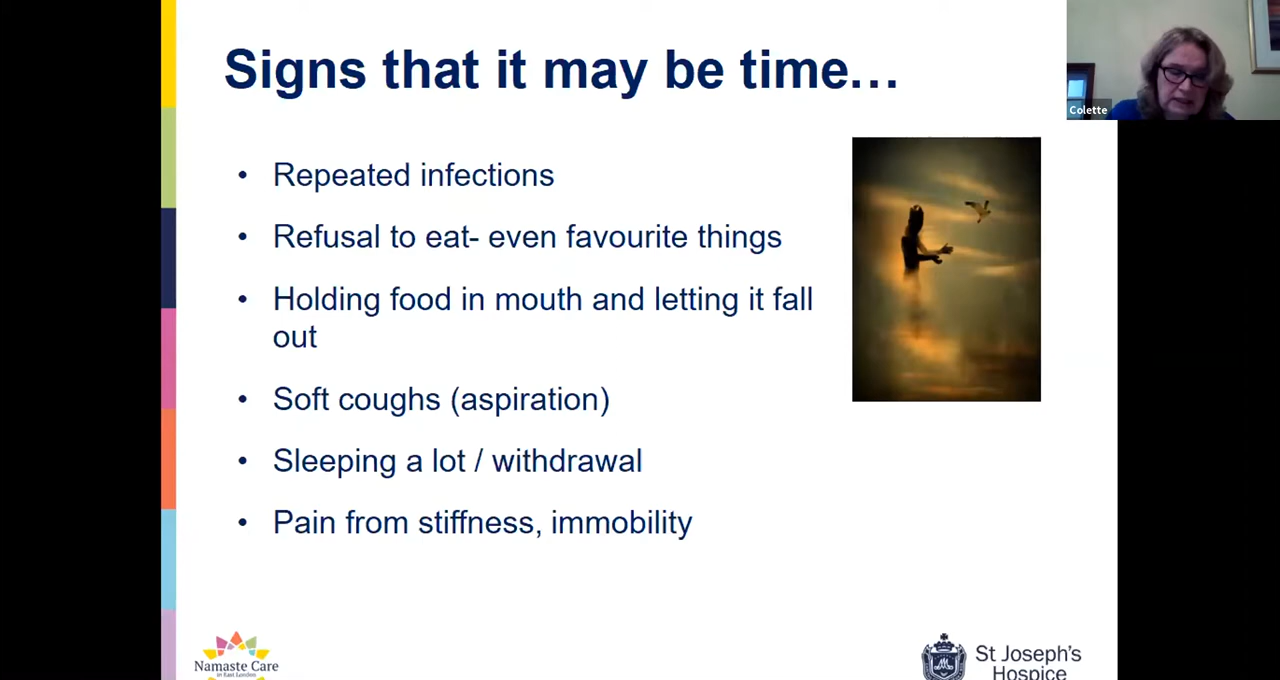 Signs that it may be time...
Colette
• Repeated infections
• Refusal to eat- even favourite things
• Holding food in mouth and letting it fall
out
• Soft coughs (aspiration)
• Sleeping a lot / withdrawal
• Pain from stiffness, immobility
Namaste Care
in East London
St Joseph's
Hospice